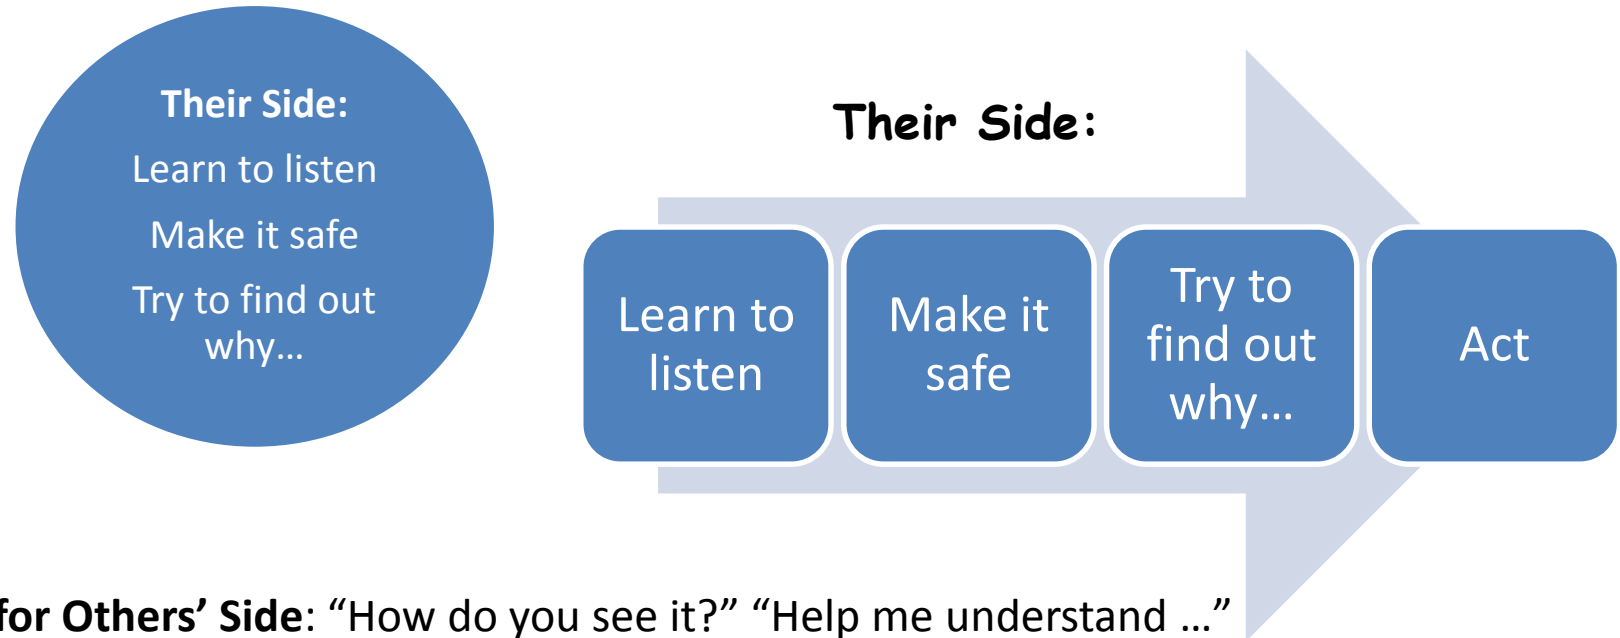 Their Side:
Learn to listen
Make it safe
Try to find out
why...
Their Side:
Learn to
listen
Make it
safe
Try to
find out
why...
Act
for Others’ Side: “How do you see it?” “Help me understand ...”